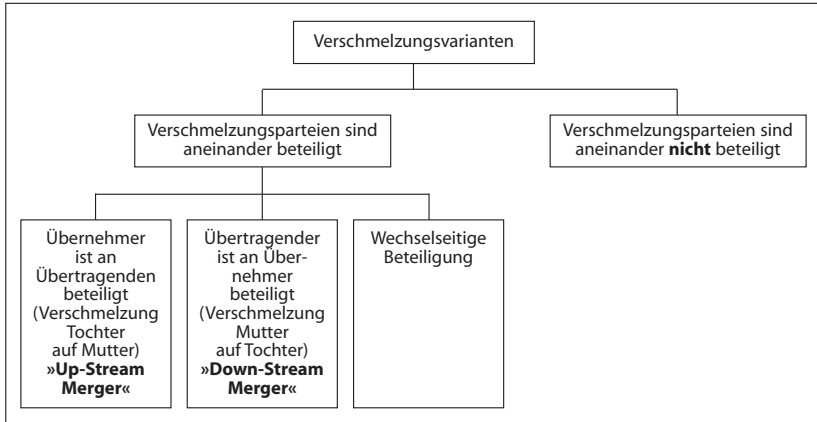 Verschmelzungsvarianten
Verschmelzungsparteien sind
aneinander beteiligt
Verschmelzungsparteien sind
aneinander nicht beteiligt
Übernehmer
ist an
Übertragenden
beteiligt
(Verschmelzung
Tochter
auf Mutter)
»Up-Stream
Merger«
Übertragender
ist an Über-
nehmer
beteiligt
(Verschmelzung
Mutter
auf Tochter)
»Down-Stream
Merger«
Wechselseitige
Beteiligung